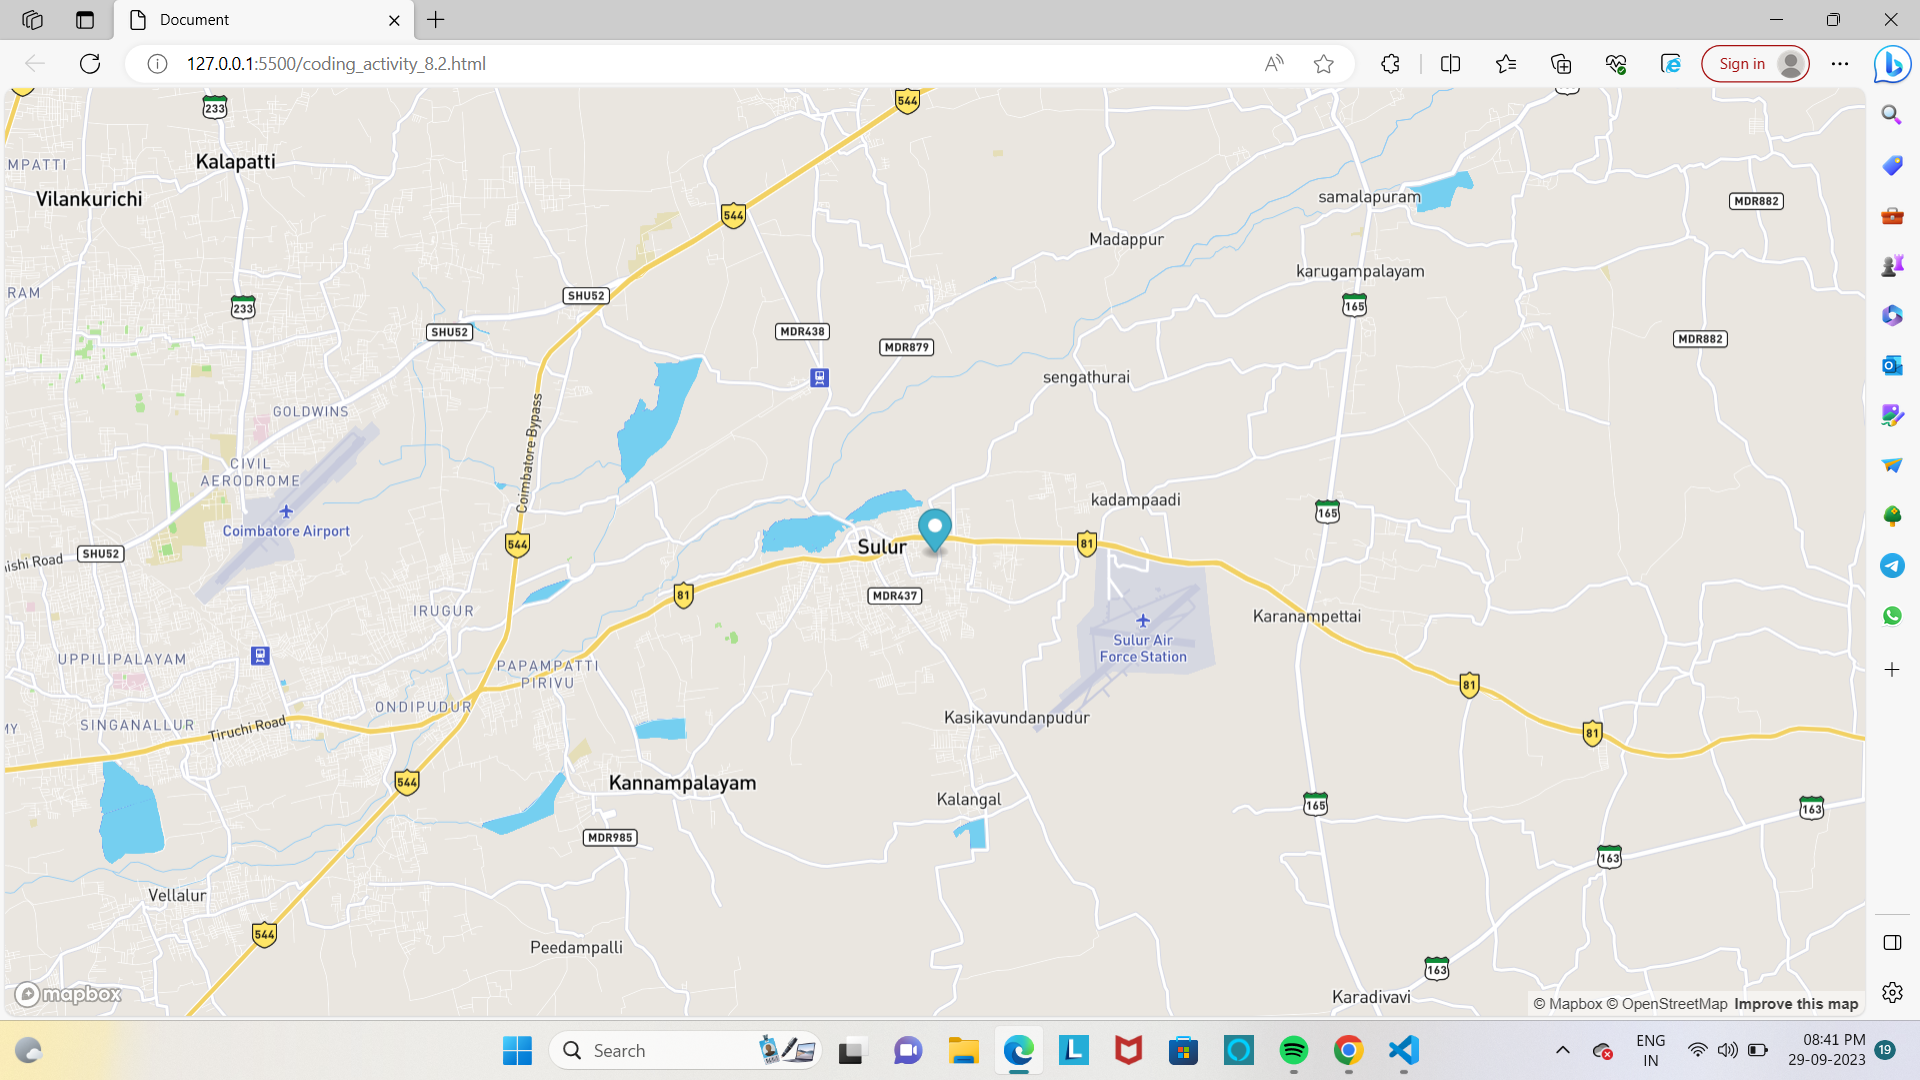 Document
127.0.0.1:5500/coding_activity_8.2.html
Sign in
233
544
Kalapatti
MPATTI
Vilankurichi
samalapuram
MDR882
544
Madappur
karugampalayam
RAM
SHU52
233
165
SHU52
MDR438
MDR882
MDR879
sengathurai
GOLDWINS
Coimbatore Bypass
CIVIL
AERODROME
kadampaadi
165
Coimbatore Airport
544
Sulur
81
SHU52
ishi Road
81
MDR437
IRUGUR
Karanampettai
Sulur Air
Force Station
UPPILIPALAYAM
PAPAMPATTI
PIRIVU
81
ONDIPUDUR
Kasikavundanpudur
SINGANALLUR
MY
Tiruchi Road
81
544
Kannampalayam
Kalangal
165
163
MDR985
163
Vellalur
544
Peedampalli
163
mapbox
Karadivavi
© Mapbox © OpenStreetMap Improve this map
Search
ENG
IN
08:41 PM
29-09-2023
19